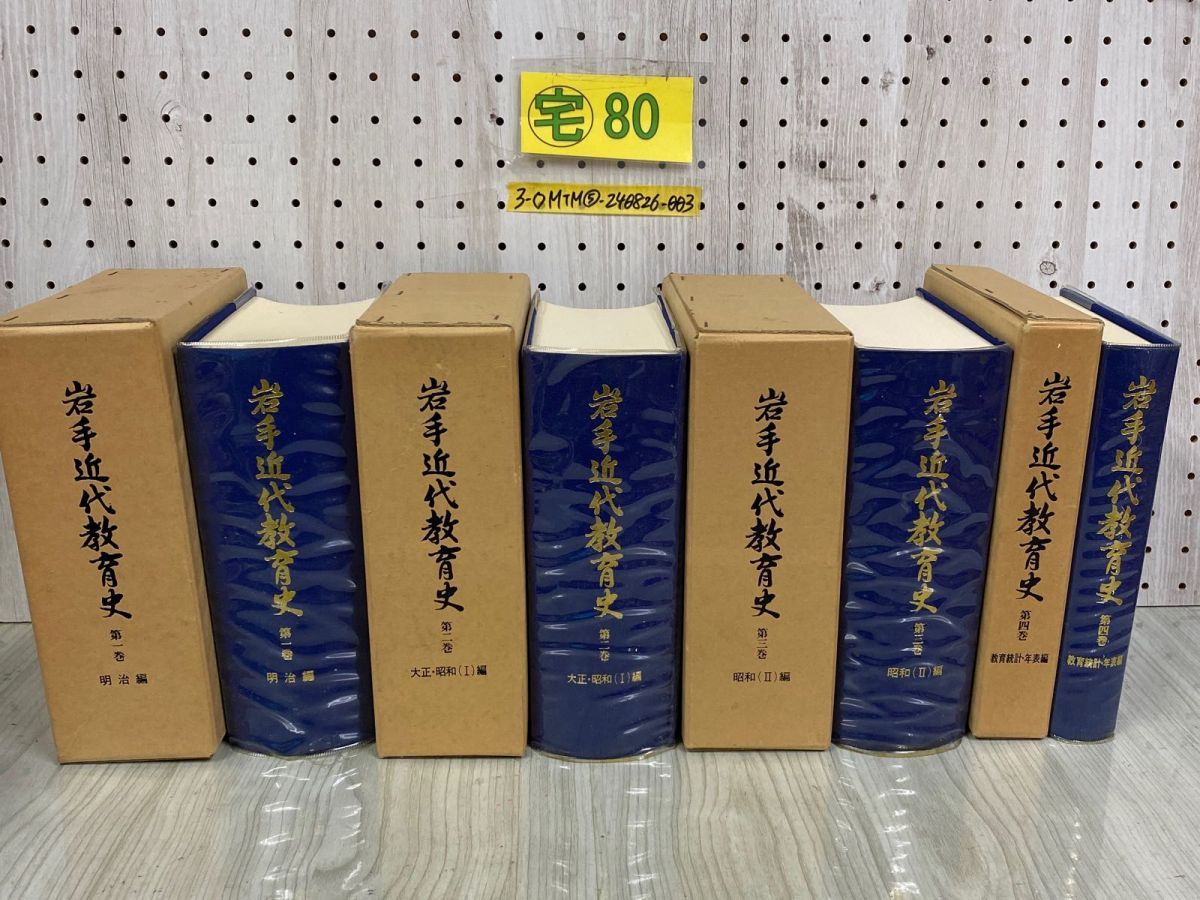 宅 80
3-OMTM⑤-240826-003
岩手近代教育史
第一巻
明治編
岩手近代教育史
第一巻
明治編
岩手近代教育史
第二巻
大正・昭和(Ⅰ)編
岩手近代教育史
第二巻
大正・昭和(Ⅰ)編
岩手近代教育史
第三巻
昭和(Ⅱ)編
岩手近代教育史
第三巻
昭和(Ⅱ)編
岩手近代教育史
第四巻
教育統計・年表編
岩手近代教育史
第四巻
教育統計・年表編